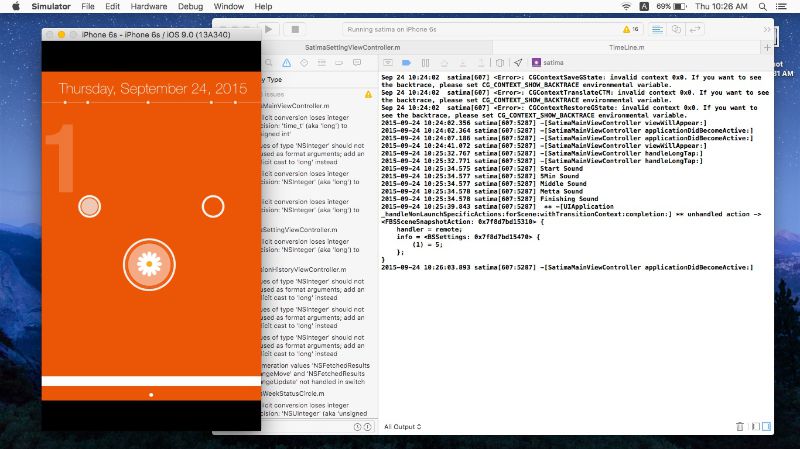 Simulator File Edit Hardware Debug Window Help 69% Thu 10:26 AM
iPhone 6s - iPhone 6s / iOS 9.0 (13A340)
Running satima on iPhone 6s
16
SatimaSettingViewController.m
TimeLine.m
satima
Thursday, September 24, 2015
1
y Type
issues
MainViewController.m
plicit conversion loses integer
cision: 'time_t' (aka 'long') to
signed int'
ues of type 'NSInteger' should not
used as format arguments; add an
licit cast to 'long' instead
plicit conversion loses integer
cision: 'NSInteger' (aka 'long') to
plicit conversion loses integer
cision: 'NSInteger' (aka 'long') to
SettingViewController.m
plicit conversion loses integer
cision: 'NSInteger' (aka 'long') to
sionHistoryViewController.m
ues of type 'NSInteger' should not
used as format arguments; add an
licit cast to 'long' instead
ues of type 'NSInteger' should not
used as format arguments; add an
licit cast to 'long' instead
ues of type 'NSInteger' should not
used as format arguments; add an
licit cast to 'long' instead
meration values 'NSFetchedResults
angeMove' and 'NSFetchedResults
angeUpdate' not handled in switch
WeekStatusCircle.m
plicit conversion loses integer
cision: 'NSUInteger' (aka 'unsigned
Sep 24 10:24:02 satima[607] <Error>: CGContextSaveGState: invalid context 0x0. If you want to see
the backtrace, please set CG_CONTEXT_SHOW_BACKTRACE environmental variable.
Sep 24 10:24:02 satima[607] <Error>: CGContextTranslateCTM: invalid context 0x0. If you want to
see the backtrace, please set CG_CONTEXT_SHOW_BACKTRACE environmental variable.
Sep 24 10:24:02 satima[607] <Error>: CGContextRestoreGState: invalid context 0x0. If you want to
see the backtrace, please set CG_CONTEXT_SHOW_BACKTRACE environmental variable.
2015-09-24 10:24:02.356 satima[607:5287] -[SatimaMainViewController viewWillAppear:]
2015-09-24 10:24:02.364 satima[607:5287] -[SatimaMainViewController applicationDidBecomeActive:]
2015-09-24 10:24:07.186 satima[607:5287] -[SatimaMainViewController applicationDidBecomeActive:]
2015-09-24 10:24:41.072 satima[607:5287] -[SatimaMainViewController viewWillAppear:]
2015-09-24 10:25:32.767 satima[607:5287] -[SatimaMainViewController handleLongTap:]
2015-09-24 10:25:32.771 satima[607:5287] -[SatimaMainViewController handleLongTap:]
2015-09-24 10:25:34.575 satima[607:5287] Start Sound
2015-09-24 10:25:34.577 satima[607:5287] 5Min Sound
2015-09-24 10:25:34.577 satima[607:5287] Middle Sound
2015-09-24 10:25:34.578 satima[607:5287] Metta Sound
2015-09-24 10:25:34.578 satima[607:5287] Finishing Sound
2015-09-24 10:25:39.843 satima[607:5287] ** -[UIApplication
_handleNonLaunchSpecificActions:forScene:withTransitionContext:completion:] ** unhandled action ->
<FBSSceneSnapshotAction: 0x7f8d7bd15310> {
handler = remote;
info = <BSSettings: 0x7f8d7bd15470> {
(1) = 5;
};
}
2015-09-24 10:26:03.893 satima[607:5287] -[SatimaMainViewController applicationDidBecomeActive:]
All Output